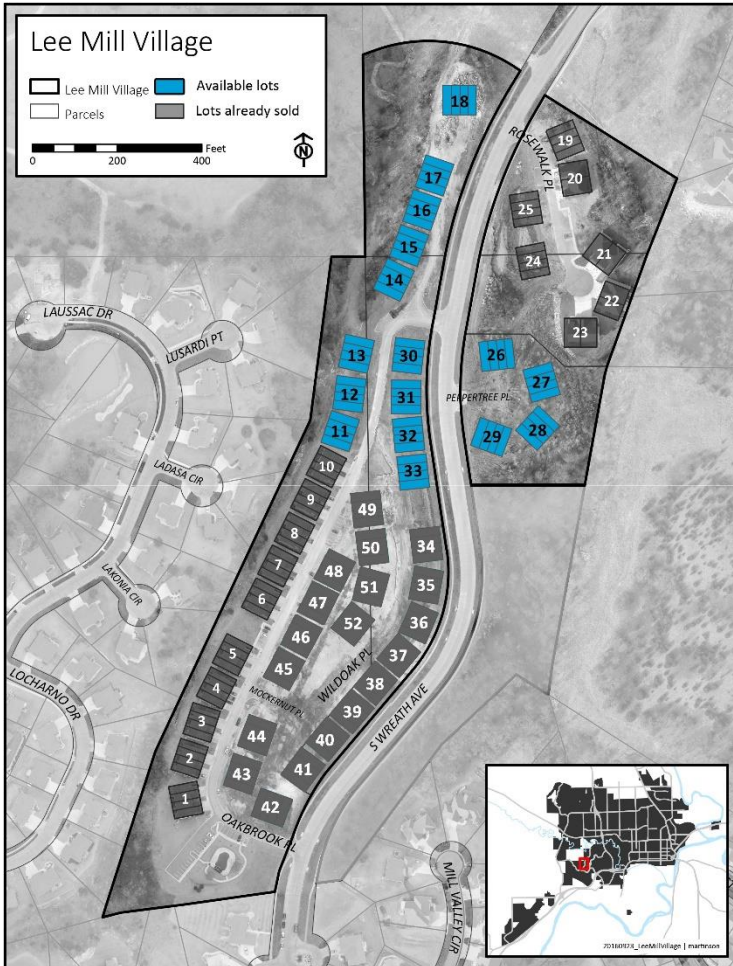 Lee Mill Village
Lee Mill Village
Available lots
Parcels
Lots already sold
Feet
0 200 400
N
18
17
16
15
14
19
20
25
24
21
22
23
ROSEWALK PL
LAUSSAC DR
LUSARDI PT
13
30
26
27
12
31
PEPPERTREE PL
11
32
29
28
33
10
LADASA CIR
9
49
8
50
34
7
48
51
35
6
47
52
36
LAKONIA CIR
46
37
5
45
WILDOAK PL
38
4
MOCKERNUT PL
39
LOCHARNO DR
3
44
40
S WREATH AVE
2
43
41
1
42
OAKBROOK PL
MILL VALLEY CIR
20160923_LeeMillVillage | martinson